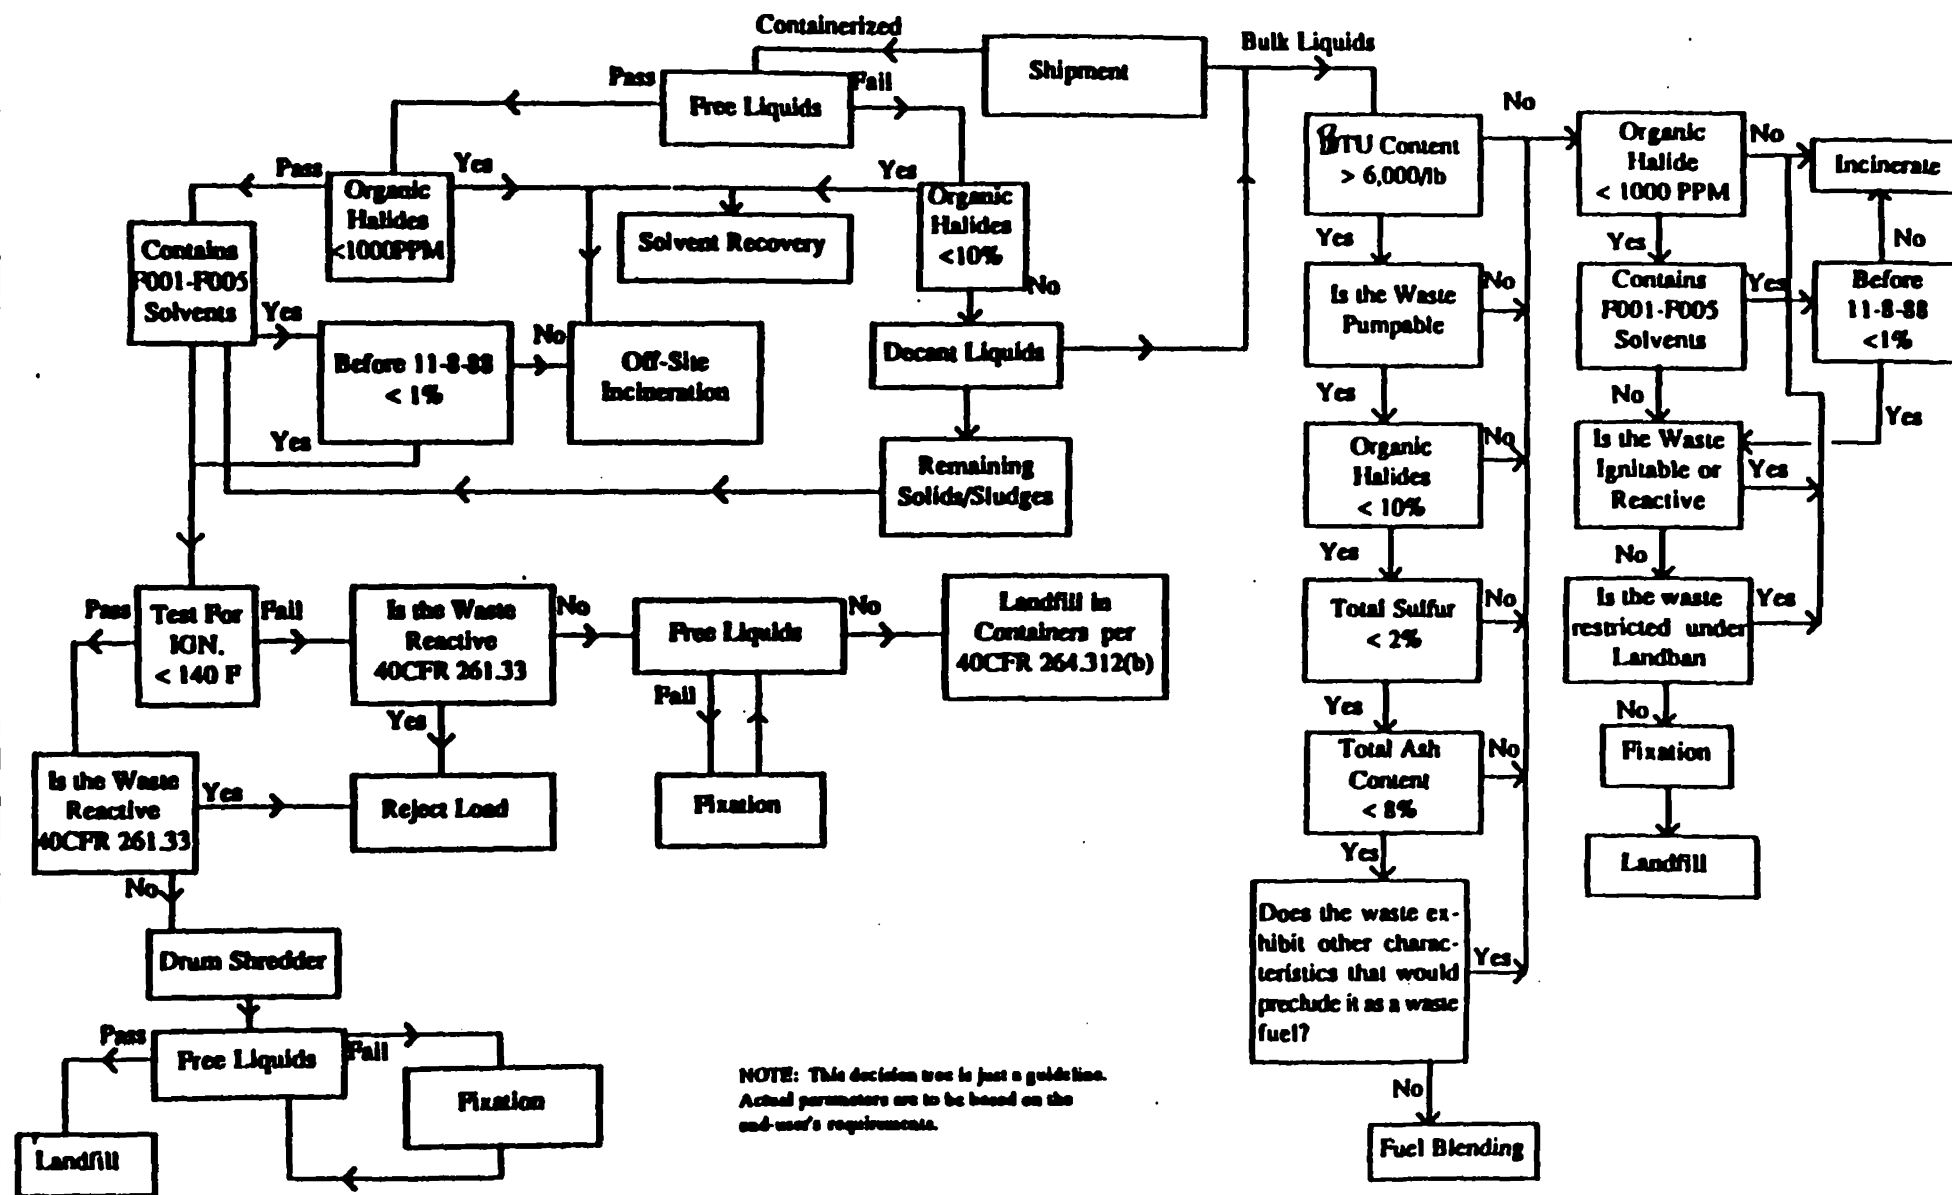 Containerized
Shipment
Bulk Liquids
Pass
Free Liquids
Fail
Pass
Organic
Halides
<1000PPM
Yes
Solvent Recovery
Yes
Organic
Halides
<10%
No
Contains
F001-F005
Solvents
Yes
Before 11-8-88
< 1%
No
Off-Site
Incineration
Yes
Decant Liquids
Remaining
Solids/Sludges
Pass
Test For
IGN.
< 140 F
Fail
Is the Waste
Reactive
40CFR 261.33
No
Free Liquids
No
Landfill in
Containers per
40CFR 264.312(b)
Yes
Fail
Reject Load
Fixation
Is the Waste
Reactive
40CFR 261.33
Yes
No
Drum Shredder
Pass
Free Liquids
Fail
Fixation
Landfill
NOTE: This decision tree is just a guideline.
Actual parameters are to be based on the
end-user's requirements.
BTU Content
> 6,000/lb
No
Yes
Is the Waste
Pumpable
No
Yes
Organic
Halides
< 10%
No
Yes
Total Sulfur
< 2%
No
Yes
Total Ash
Content
< 8%
No
Yes
Does the waste ex-
hibit other charac-
teristics that would
preclude it as a waste
fuel?
Yes
No
Fuel Blending
Organic
Halide
< 1000 PPM
No
Incinerate
Yes
No
Contains
F001-F005
Solvents
Yes
Before
11-8-88
<1%
No
Yes
Is the Waste
Ignitable or
Reactive
Yes
No
Is the waste
restricted under
Landban
Yes
No
Fixation
Landfill